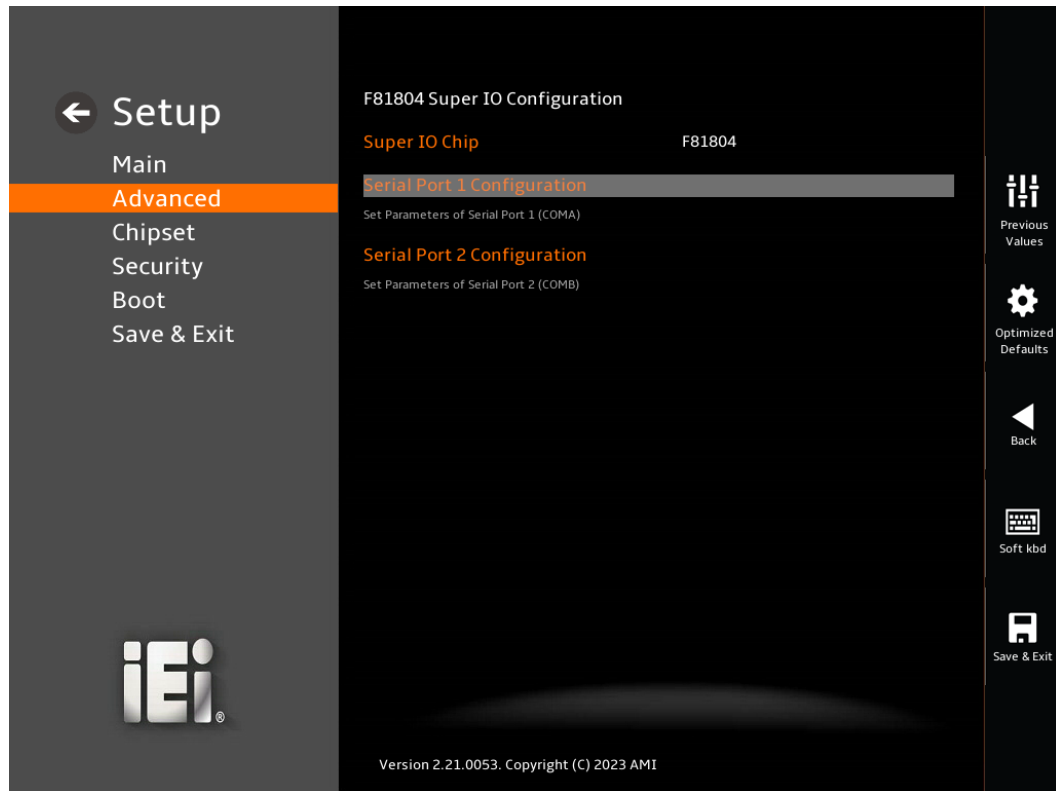 Setup
Main
Advanced
Chipset
Security
Boot
Save & Exit
iEi®
F81804 Super IO Configuration
Super IO Chip F81804
Serial Port 1 Configuration
Set Parameters of Serial Port 1 (COMA)
Serial Port 2 Configuration
Set Parameters of Serial Port 2 (COMB)
Version 2.21.0053. Copyright (C) 2023 AMI
Previous
Values
Optimized
Defaults
Back
Soft kbd
Save & Exit